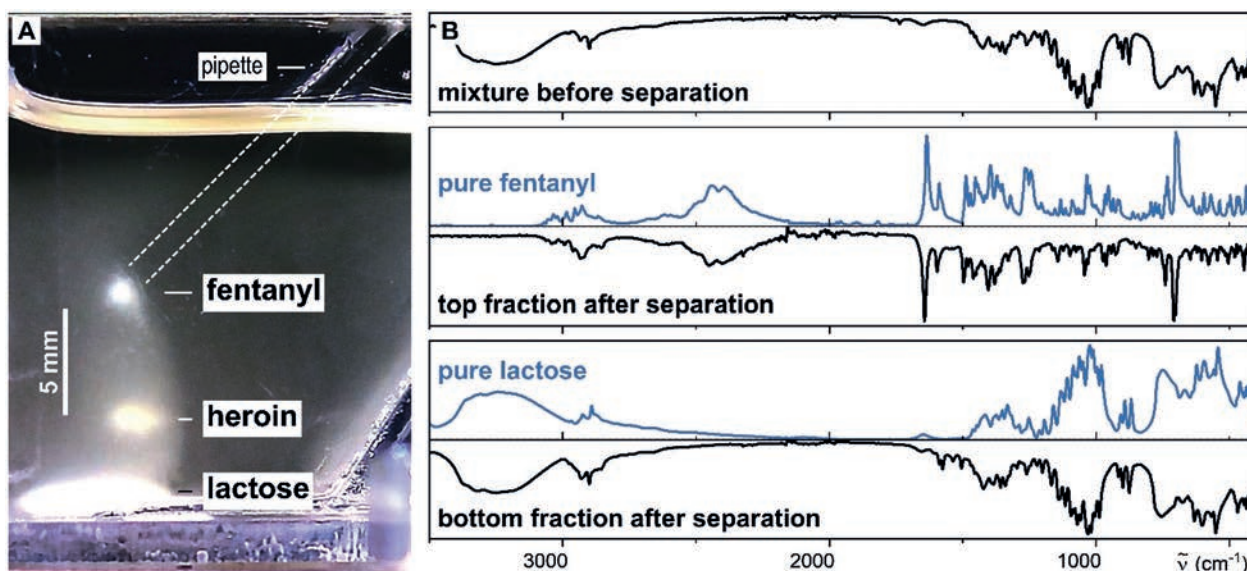 A
pipette
fentanyl
5 mm
heroin
lactose
B
mixture before separation
pure fentanyl
top fraction after separation
pure lactose
bottom fraction after separation
3000 2000 1000 ν̃ (cm⁻¹)